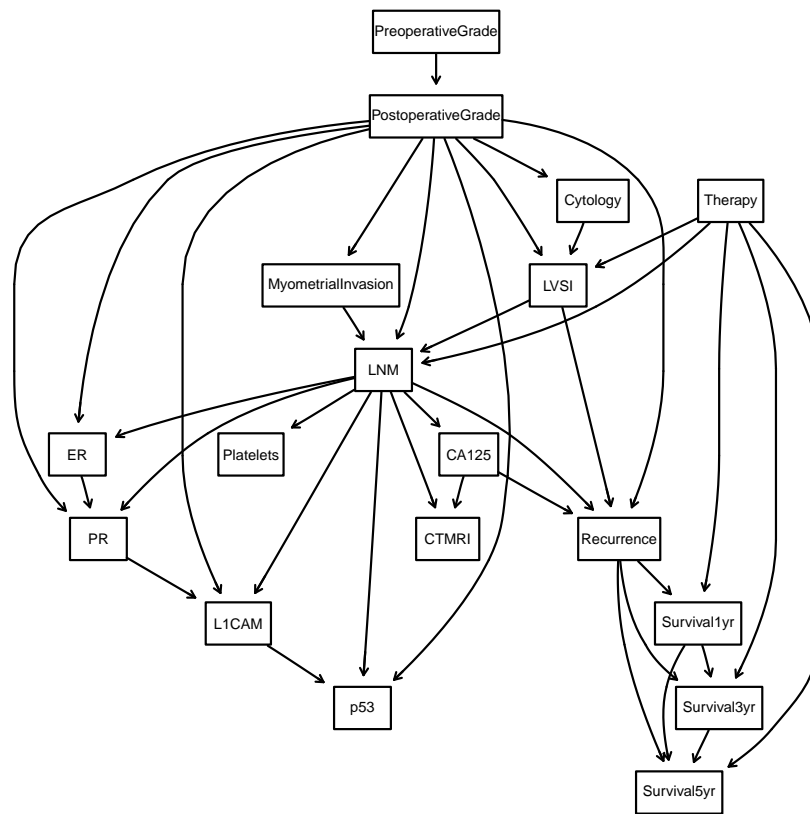 PreoperativeGrade
PostoperativeGrade
Cytology
Therapy
MyometrialInvasion
LVSI
LNM
ER
Platelets
CA125
PR
CTMRI
Recurrence
L1CAM
Survival1yr
p53
Survival3yr
Survival5yr